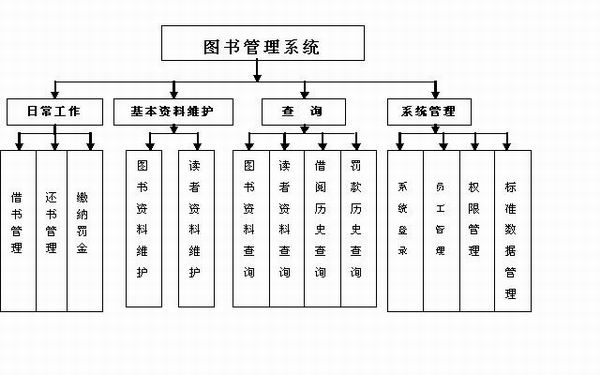 图书管理系统
日常工作
基本资料维护
查 询
系统管理
借书管理
还书管理
缴纳罚金
图书资料维护
读者资料维护
图书资料查询
读者资料查询
借阅历史查询
罚款历史查询
系统登录
员工管理
权限管理
标准数据管理